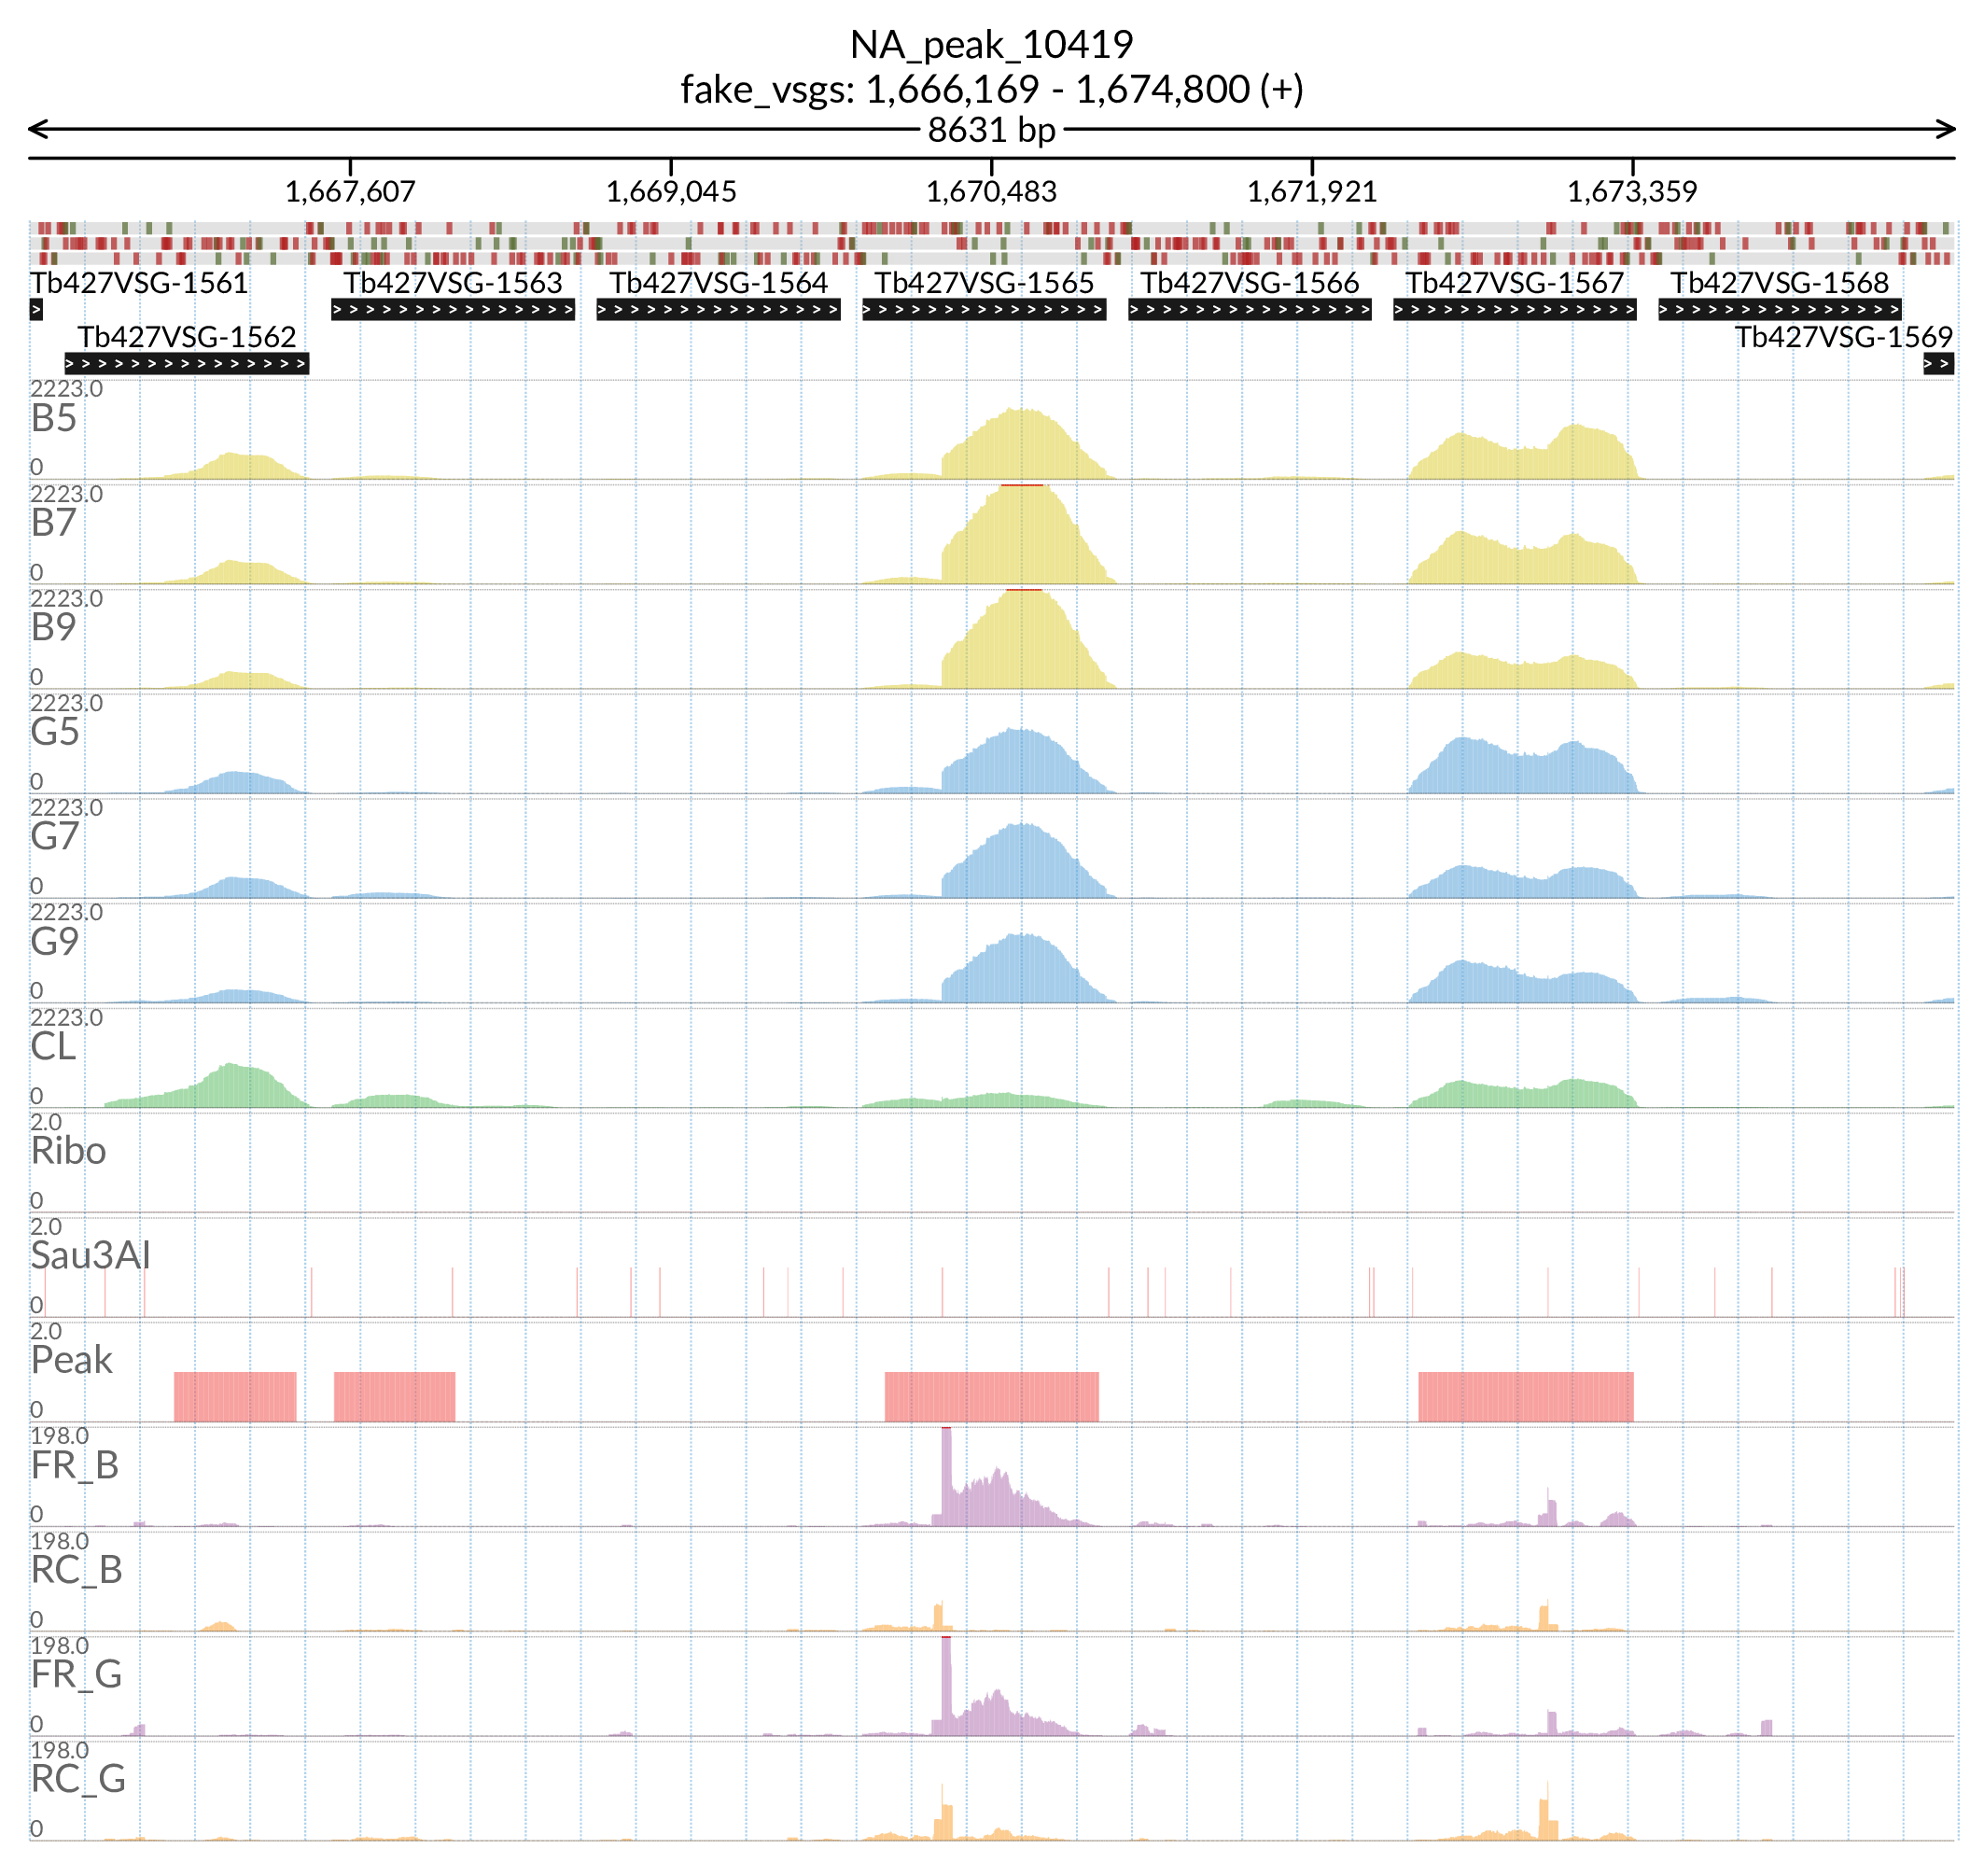 NA_peak_10419
fake_vsgs: 1,666,169 - 1,674,800 (+)
8631 bp
1,667,607 1,669,045 1,670,483 1,671,921 1,673,359
Tb427VSG-1561 Tb427VSG-1563 Tb427VSG-1564 Tb427VSG-1565 Tb427VSG-1566 Tb427VSG-1567 Tb427VSG-1568
Tb427VSG-1562 Tb427VSG-1569
2223.0
B5
0
2223.0
B7
0
2223.0
B9
0
2223.0
G5
0
2223.0
G7
0
2223.0
G9
0
2223.0
CL
0
2.0
Ribo
0
2.0
Sau3AI
0
2.0
Peak
0
198.0
FR_B
0
198.0
RC_B
0
198.0
FR_G
0
198.0
RC_G
0